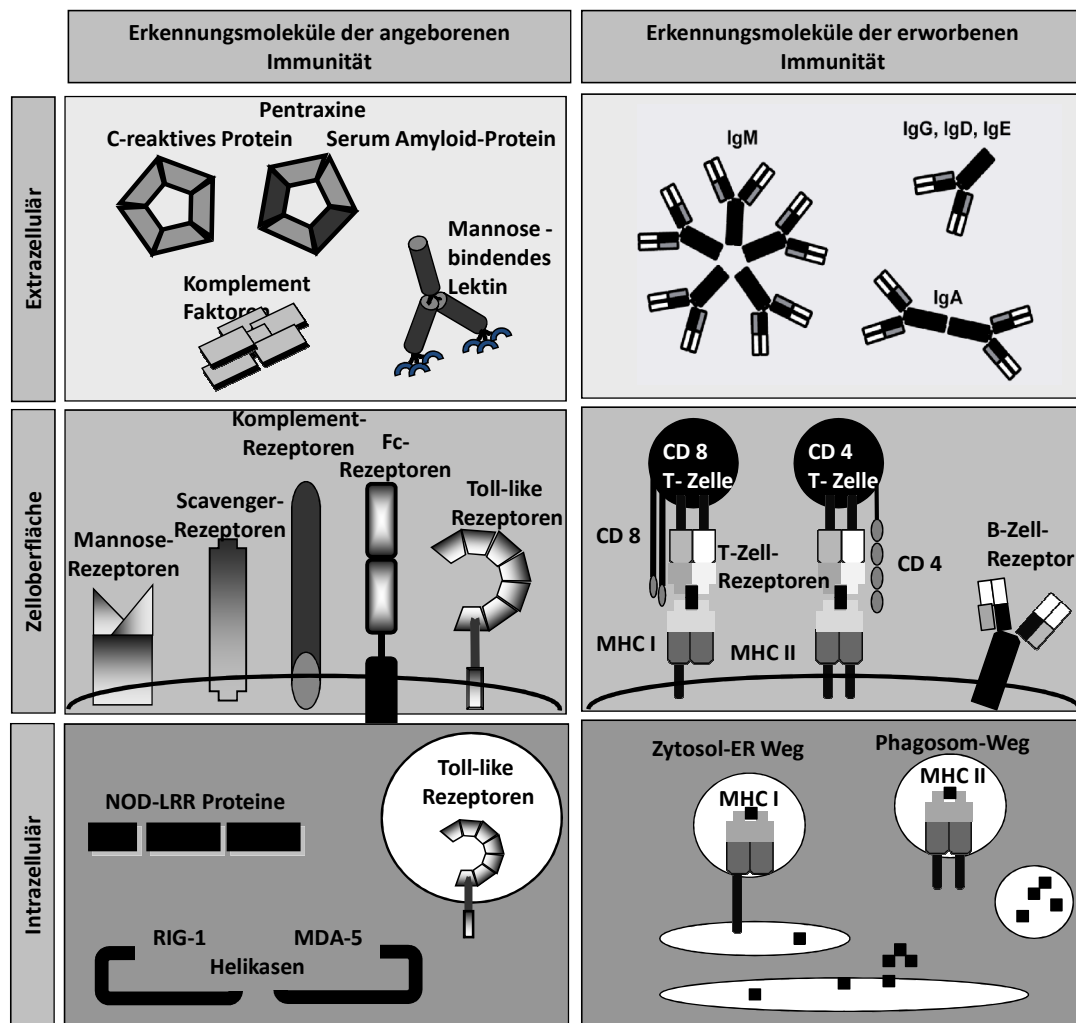 Erkennungsmoleküle der angeborenen
Immunität
Erkennungsmoleküle der erworbenen
Immunität
Extrazellulär
Pentraxine
C-reaktives Protein
Serum Amyloid-Protein
Mannose -
bindendes
Lektin
Komplement
Faktoren
IgM
IgG, IgD, IgE
IgA
Zelloberfläche
Komplement-
Rezeptoren
Fc-
Rezeptoren
Toll-like
Rezeptoren
Scavenger-
Rezeptoren
Mannose-
Rezeptoren
CD 8
T- Zelle
CD 4
T- Zelle
CD 8
T-Zell-
Rezeptoren
CD 4
B-Zell-
Rezeptor
MHC I
MHC II
Intrazellulär
NOD-LRR Proteine
Toll-like
Rezeptoren
RIG-1
MDA-5
Helikasen
Zytosol-ER Weg
Phagosom-Weg
MHC I
MHC II